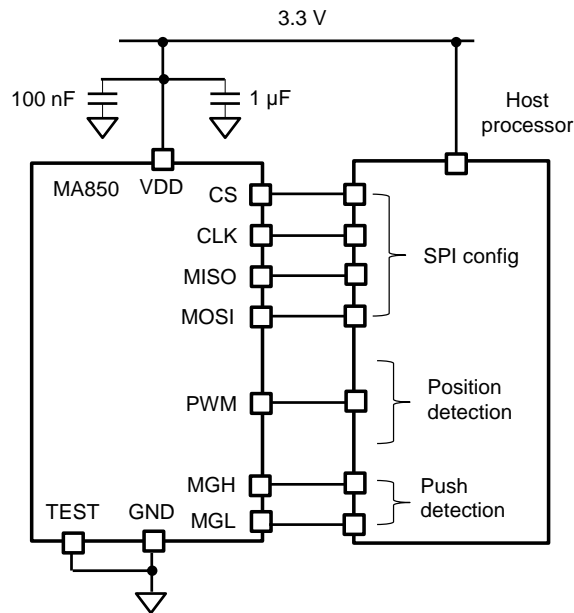 3.3 V
100 nF
1 µF
Host
processor
MA850
VDD
CS
CLK
SPI config
MISO
MOSI
PWM
Position
detection
MGH
Push
detection
TEST
GND
MGL